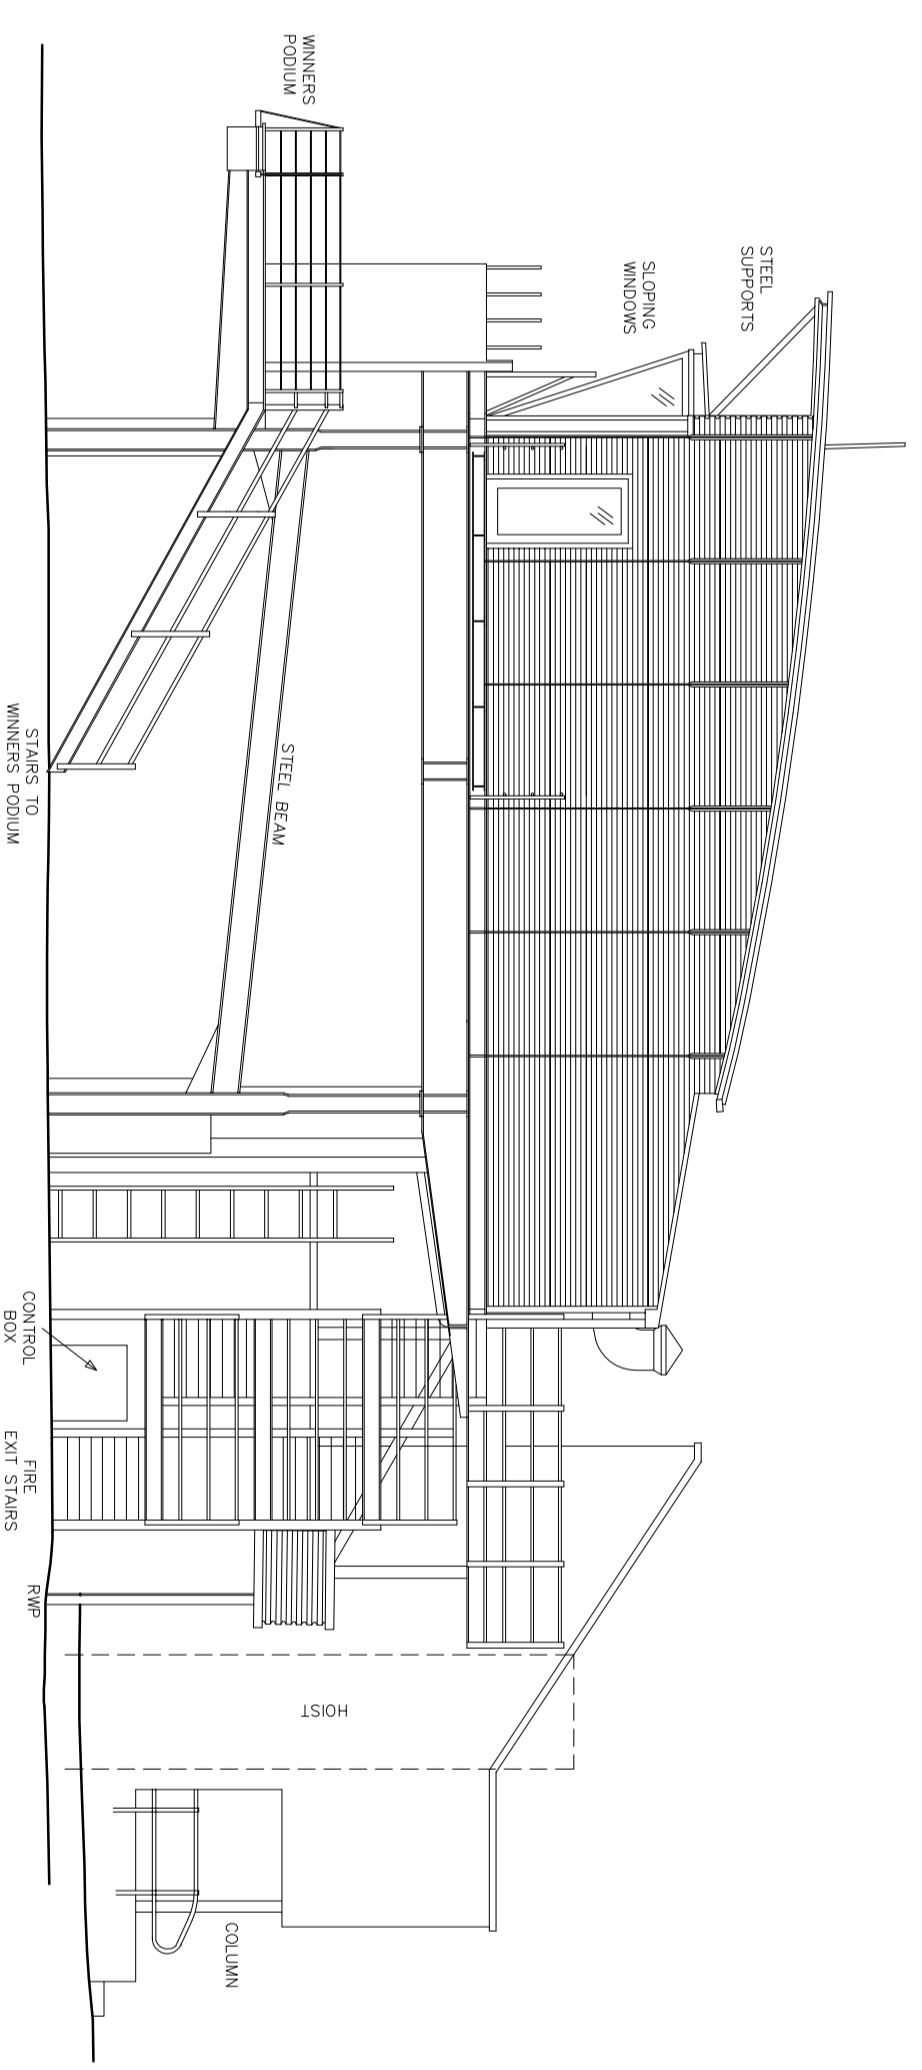 STEEL
SUPPORTS
SLOPING
WINDOWS
WINNERS
PODIUM
STEEL BEAM
STAIRS TO
WINNERS PODIUM
CONTROL
BOX
FIRE
EXIT STAIRS
RWP
HOIST
COLUMN